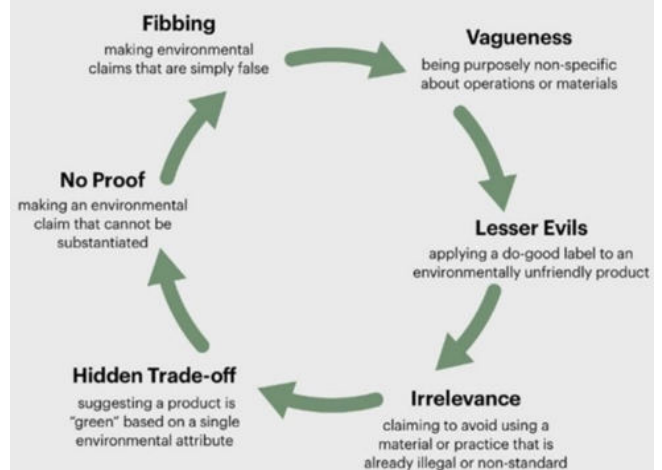 Fibbing
making environmental
claims that are simply false
Vagueness
being purposely non-specific
about operations or materials
Lesser Evils
applying a do-good label to an
environmentally unfriendly product
Irrelevance
claiming to avoid using a
material or practice that is
already illegal or non-standard
Hidden Trade-off
suggesting a product is
"green" based on a single
environmental attribute
No Proof
making an environmental
claim that cannot be
substantiated